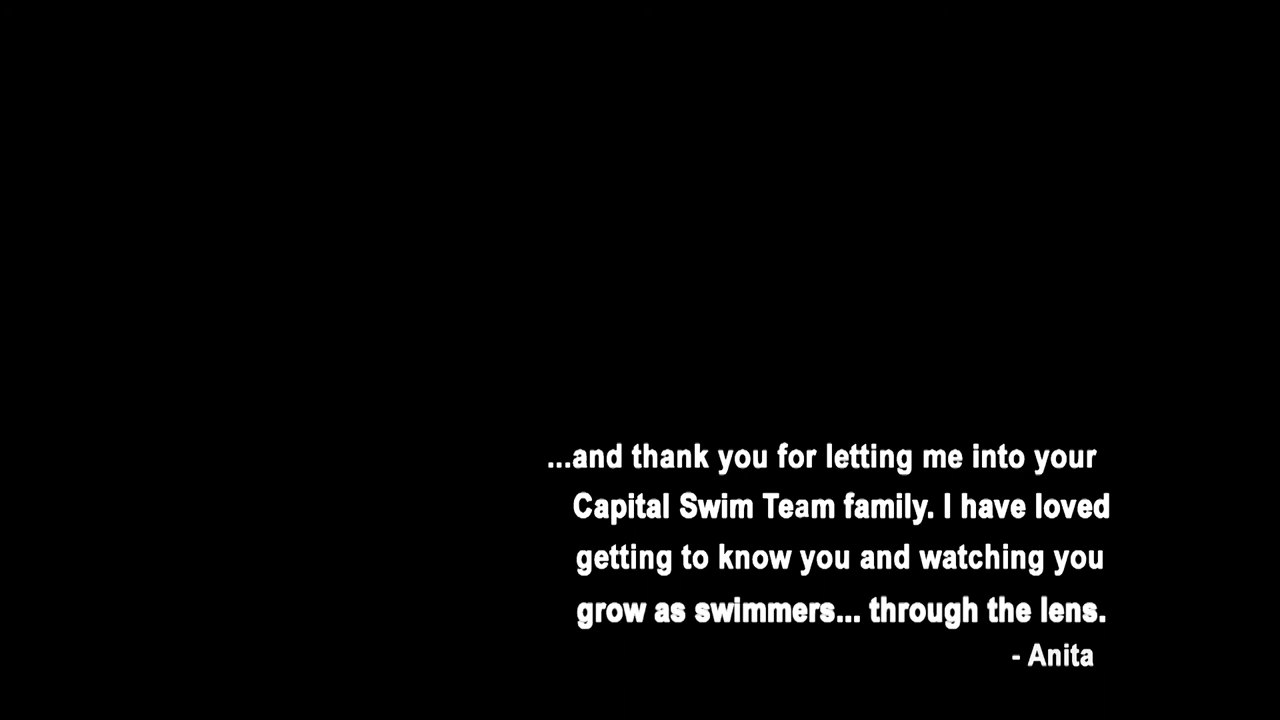 ...and thank you for letting me into your
Capital Swim Team family. I have loved
getting to know you and watching you
grow as swimmers... through the lens.
- Anita